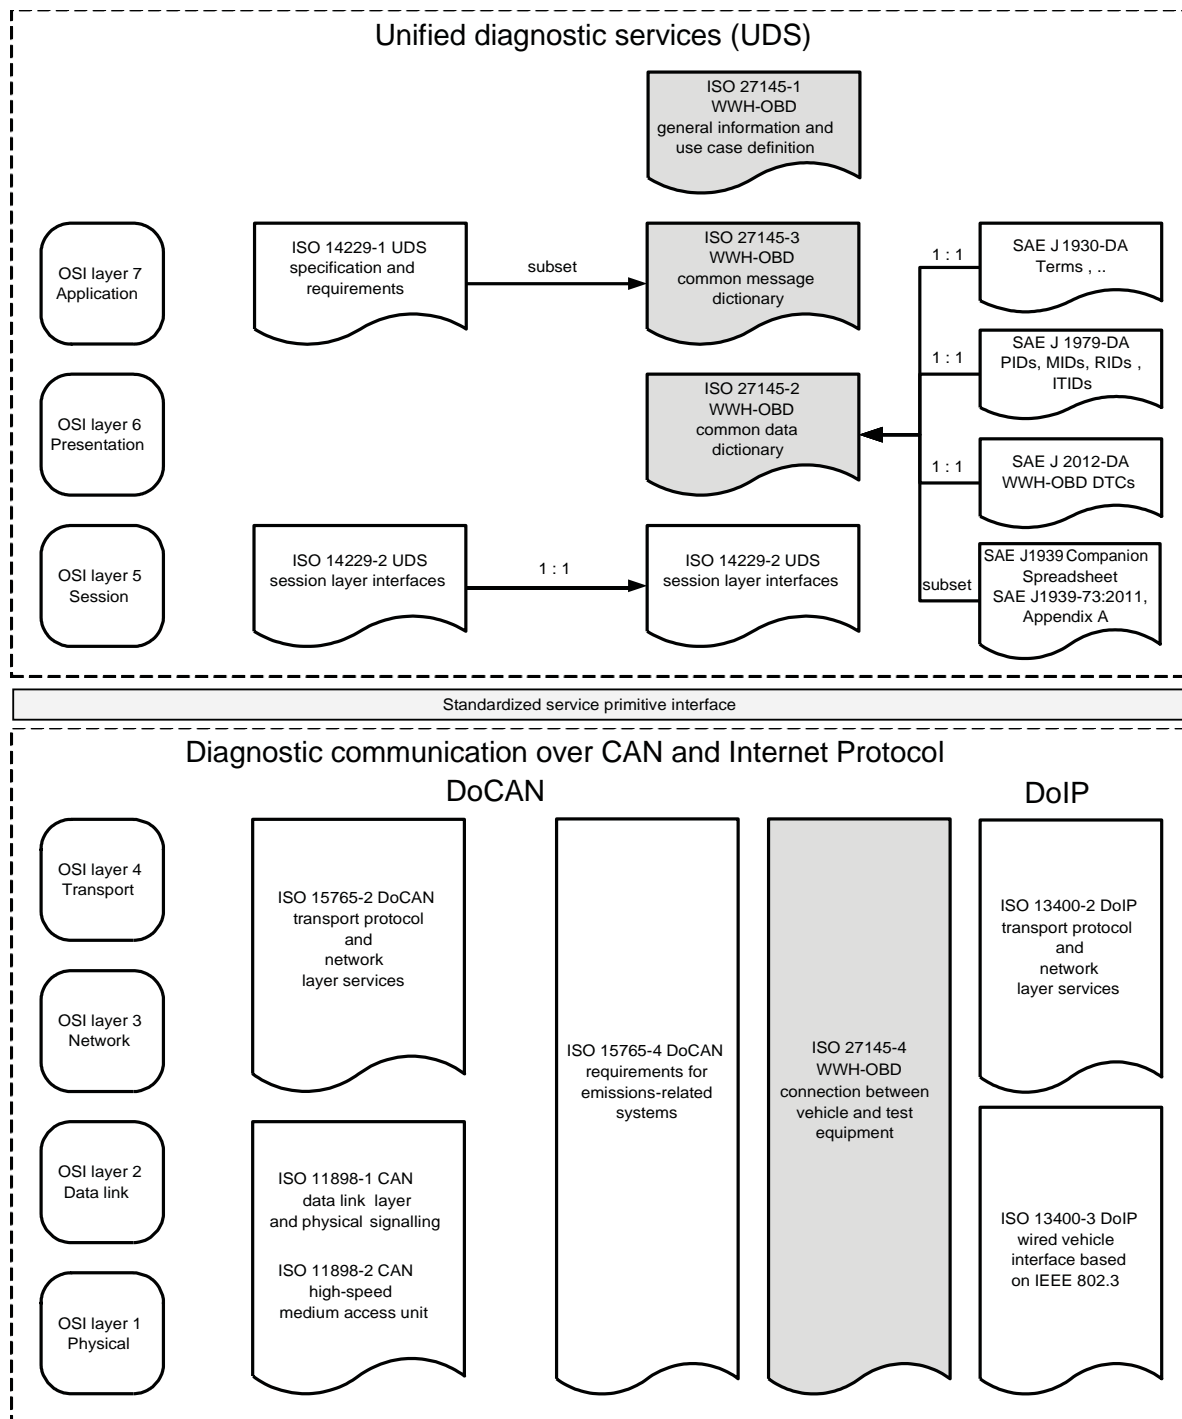 Unified diagnostic services (UDS)
ISO 27145-1
WWH-OBD
general information and
use case definition
OSI layer 7
Application
ISO 14229-1 UDS
specification and
requirements
subset
ISO 27145-3
WWH-OBD
common message
dictionary
1 : 1
SAE J 1930-DA
Terms , ..
1 : 1
SAE J 1979-DA
PIDs, MIDs, RIDs ,
ITIDs
OSI layer 6
Presentation
ISO 27145-2
WWH-OBD
common data
dictionary
1 : 1
SAE J 2012-DA
WWH-OBD DTCs
OSI layer 5
Session
ISO 14229-2 UDS
session layer interfaces
1 : 1
ISO 14229-2 UDS
session layer interfaces
subset
SAE J1939 Companion
Spreadsheet
SAE J1939-73:2011,
Appendix A
Standardized service primitive interface
Diagnostic communication over CAN and Internet Protocol
DoCAN
DoIP
OSI layer 4
Transport
OSI layer 3
Network
ISO 15765-2 DoCAN
transport protocol
and
network
layer services
ISO 15765-4 DoCAN
requirements for
emissions-related
systems
ISO 27145-4
WWH-OBD
connection between
vehicle and test
equipment
ISO 13400-2 DoIP
transport protocol
and
network
layer services
OSI layer 2
Data link
OSI layer 1
Physical
ISO 11898-1 CAN
data link layer
and physical signalling
ISO 11898-2 CAN
high-speed
medium access unit
ISO 13400-3 DoIP
wired vehicle
interface based
on IEEE 802.3